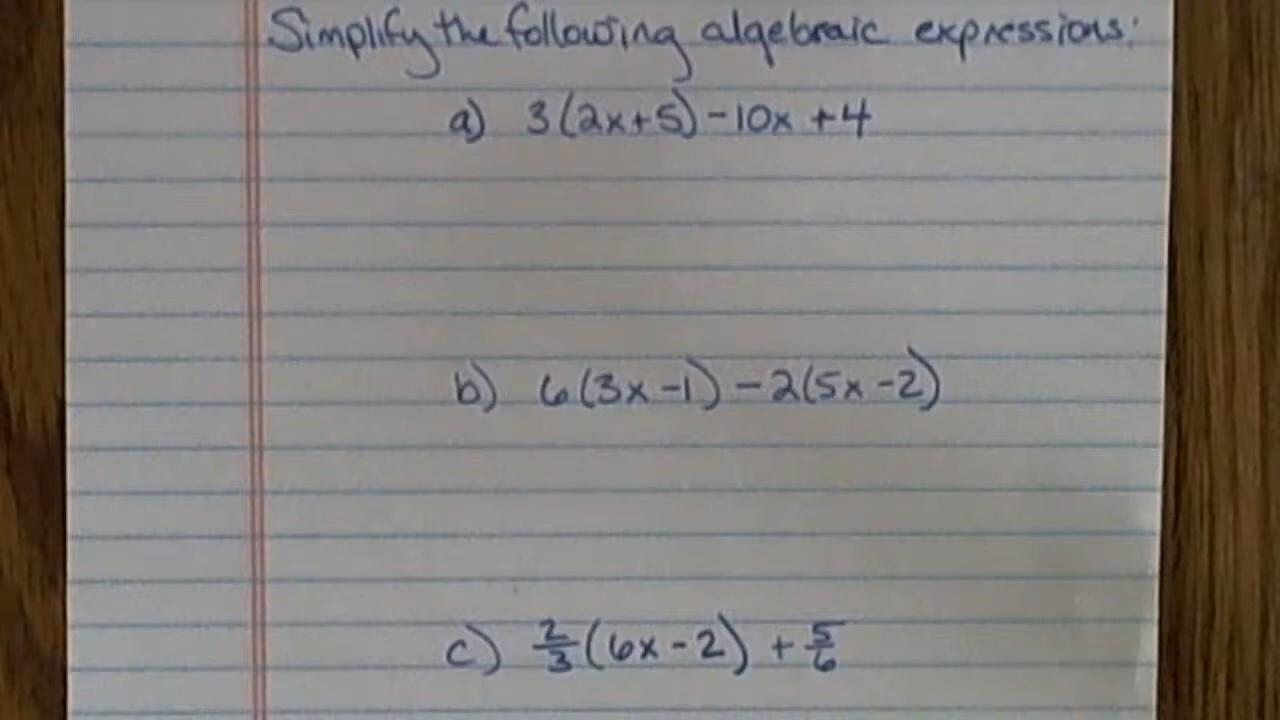 Simplify the following algebraic expressions:
a) 3(2x+5)-10x+4
b) 6(3x-1)-2(5x-2)
c) 2/3(6x-2)+5/6